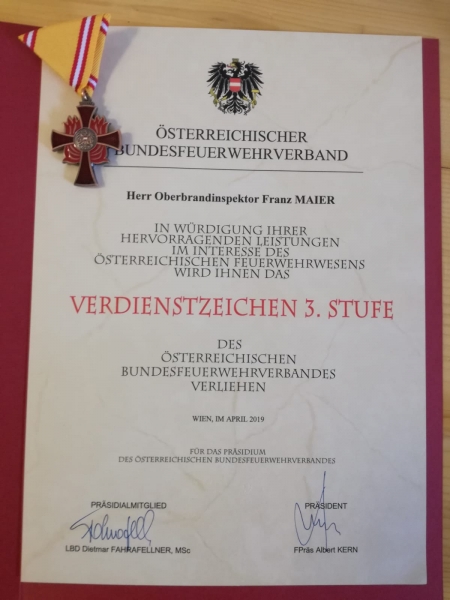 ÖSTERREICHISCHER
BUNDESFEUERWEHRVERBAND
Herr Oberbrandinspektor Franz MAIER
IN WÜRDIGUNG IHRER
HERVORRAGENDEN LEISTUNGEN
IM INTERESSE DES
ÖSTERREICHISCHEN FEUERWEHRWESENS
WIRD IHNEN DAS
VERDIENSTZEICHEN 3. STUFE
DES
ÖSTERREICHISCHEN
BUNDESFEUERWEHRVERBANDES
VERLIEHEN
WIEN, IM APRIL 2019
FÜR DAS PRÄSIDIUM
DES ÖSTERREICHISCHEN BUNDESFEUERWEHRVERBANDES
PRÄSIDIALMITGLIED
LBD Dietmar FAHRAFELLNER, MSc
PRÄSIDENT
FPräs Albert KERN